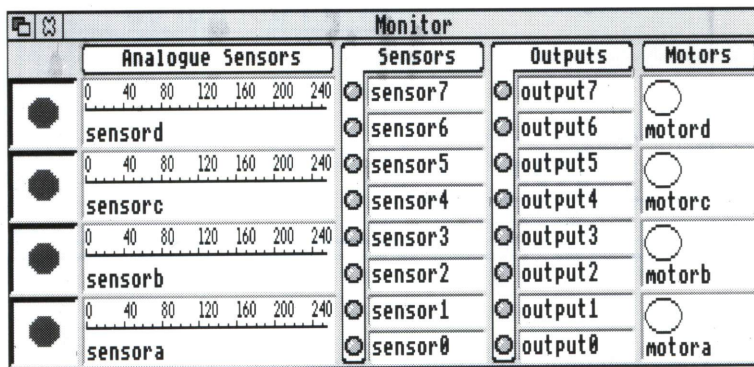 Monitor
Analogue Sensors Sensors Outputs Motors
0 40 80 120 160 200 240 sensor7 output7
sensord sensor6 output6 motord
0 40 80 120 160 200 240 sensor5 output5
sensorc sensor4 output4 motorc
0 40 80 120 160 200 240 sensor3 output3
sensorb sensor2 output2 motorb
0 40 80 120 160 200 240 sensor1 output1
sensora sensor0 output0 motora